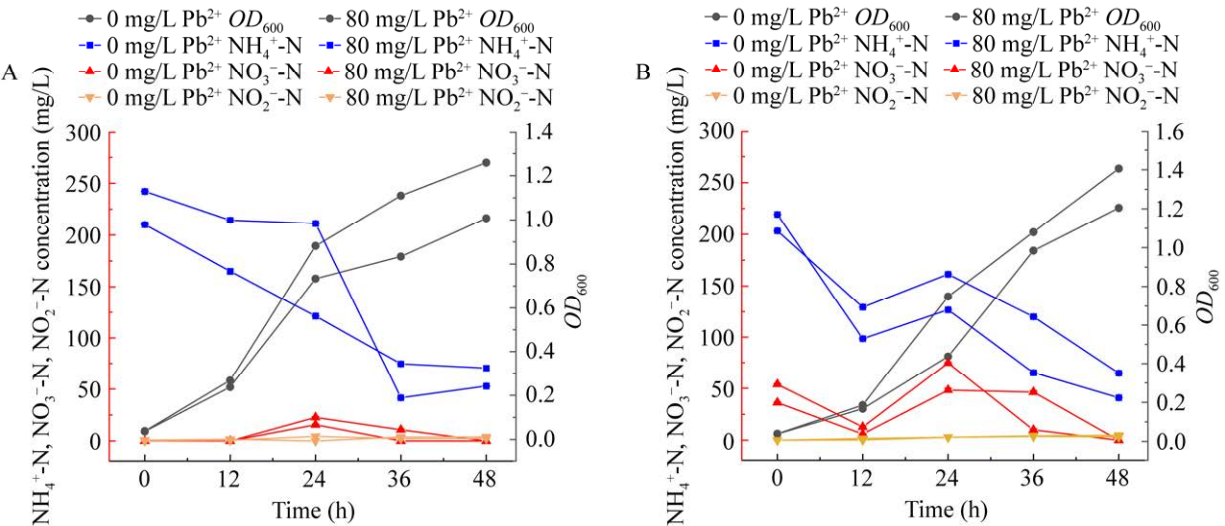 0 mg/L Pb²⁺ OD₆₀₀ 80 mg/L Pb²⁺ OD₆₀₀
0 mg/L Pb²⁺ NH₄⁺-N 80 mg/L Pb²⁺ NH₄⁺-N
0 mg/L Pb²⁺ NO₃⁻-N 80 mg/L Pb²⁺ NO₃⁻-N
0 mg/L Pb²⁺ NO₂⁻-N 80 mg/L Pb²⁺ NO₂⁻-N
A
NH₄⁺-N, NO₃⁻-N, NO₂⁻-N concentration (mg/L)
300
250
200
150
100
50
0
1.4
1.2
1.0
0.8
0.6
0.4
0.2
0.0
OD₆₀₀
0 12 24 36 48
Time (h)
0 mg/L Pb²⁺ OD₆₀₀ 80 mg/L Pb²⁺ OD₆₀₀
0 mg/L Pb²⁺ NH₄⁺-N 80 mg/L Pb²⁺ NH₄⁺-N
0 mg/L Pb²⁺ NO₃⁻-N 80 mg/L Pb²⁺ NO₃⁻-N
0 mg/L Pb²⁺ NO₂⁻-N 80 mg/L Pb²⁺ NO₂⁻-N
B
NH₄⁺-N, NO₃⁻-N, NO₂⁻-N concentration (mg/L)
300
250
200
150
100
50
0
1.6
1.4
1.2
1.0
0.8
0.6
0.4
0.2
0.0
OD₆₀₀
0 12 24 36 48
Time (h)